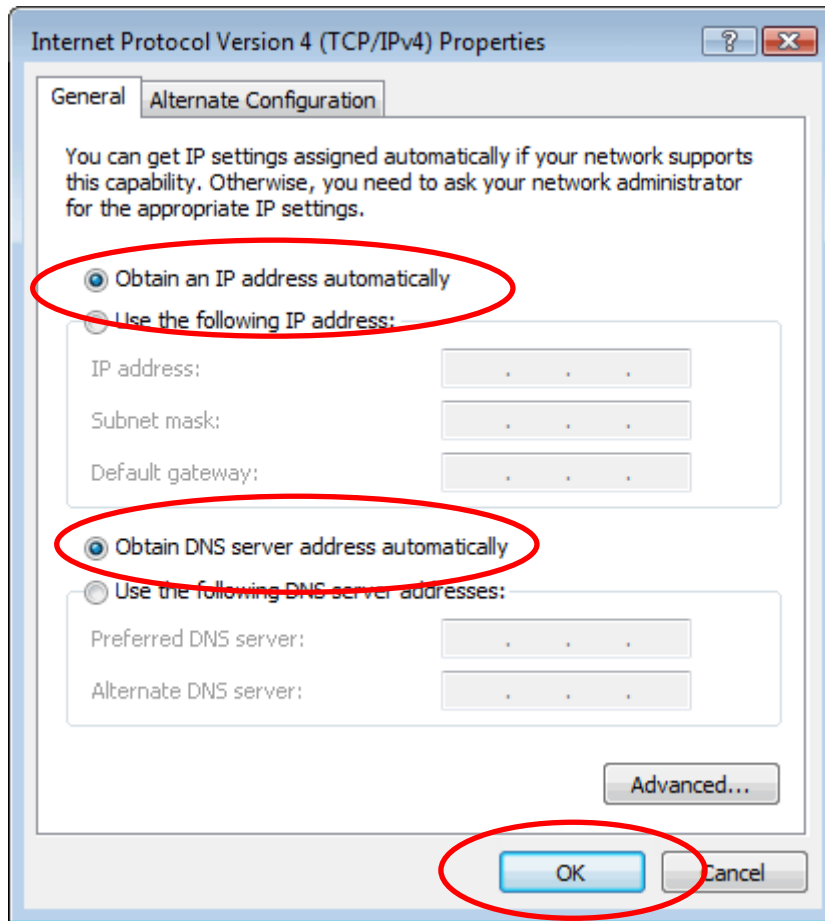 Internet Protocol Version 4 (TCP/IPv4) Properties
General
Alternate Configuration
You can get IP settings assigned automatically if your network supports
this capability. Otherwise, you need to ask your network administrator
for the appropriate IP settings.
Obtain an IP address automatically
Use the following IP address:
IP address:
. . .
Subnet mask:
. . .
Default gateway:
. . .
Obtain DNS server address automatically
Use the following DNS server addresses:
Preferred DNS server:
. . .
Alternate DNS server:
. . .
Advanced...
OK
Cancel